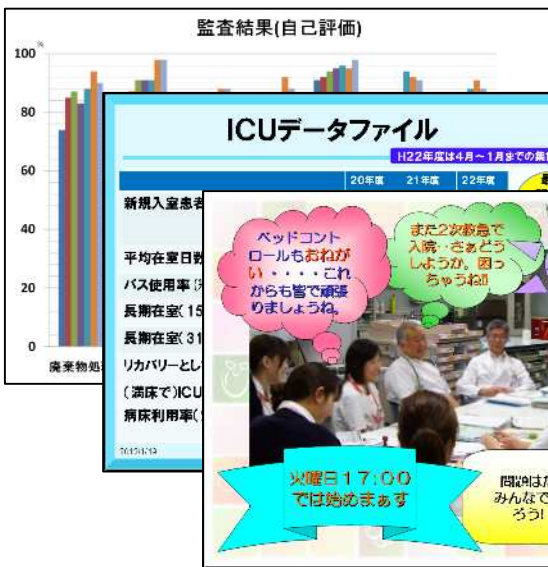 監査結果(自己評価)
%
100
80
60
40
20
0
ICUデータファイル
H22年度は4月～1月までの集
20年度 21年度 22年度
新規入室患者
平均在室日数
バス使用率
長期在室(15
長期在室(31
リカバリーとし
(満床で)ICU
病床利用率(
ベッドコント
ロールもおねが
い・・・・これ
からも皆で頑張
りましょうね。
また2次救急で
入院・・さぁどう
しようか。困っ
ちゃうね!!
火曜日17:00
では始めまぁす
問題は
みんなで
ろう!